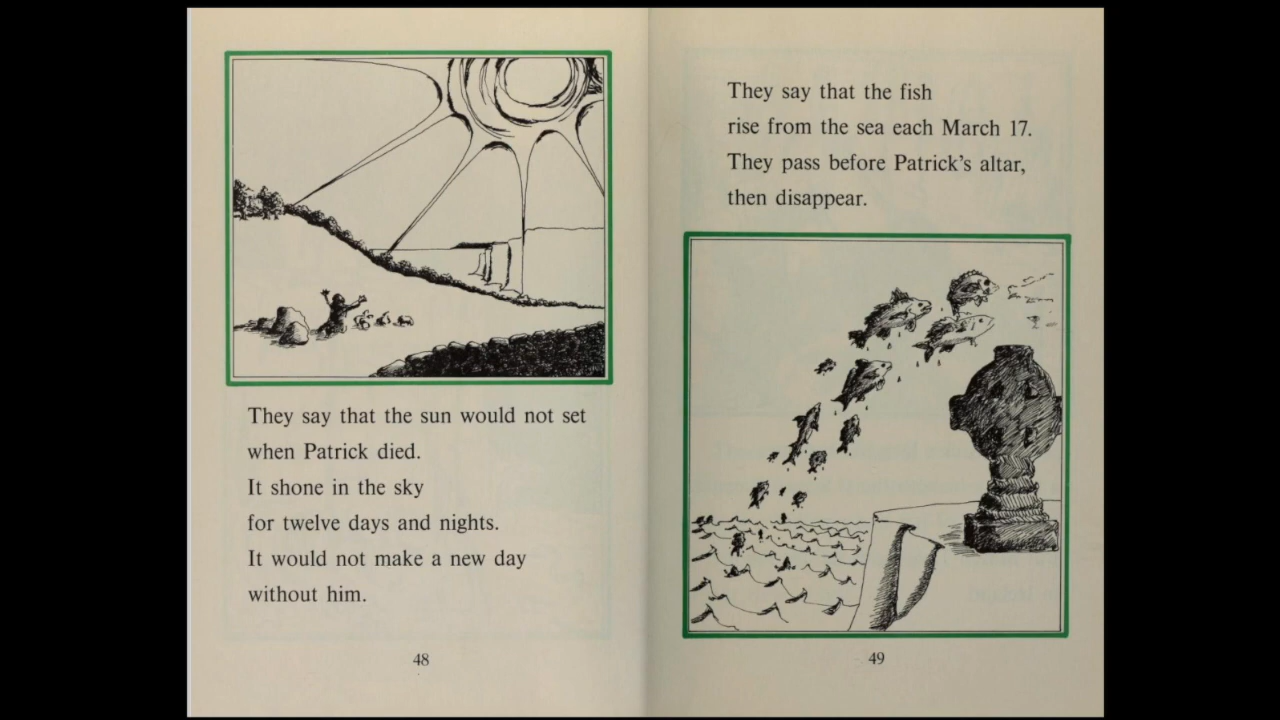 They say that the sun would not set
when Patrick died.
It shone in the sky
for twelve days and nights.
It would not make a new day
without him.
48
They say that the fish
rise from the sea each March 17.
They pass before Patrick's altar,
then disappear.
49